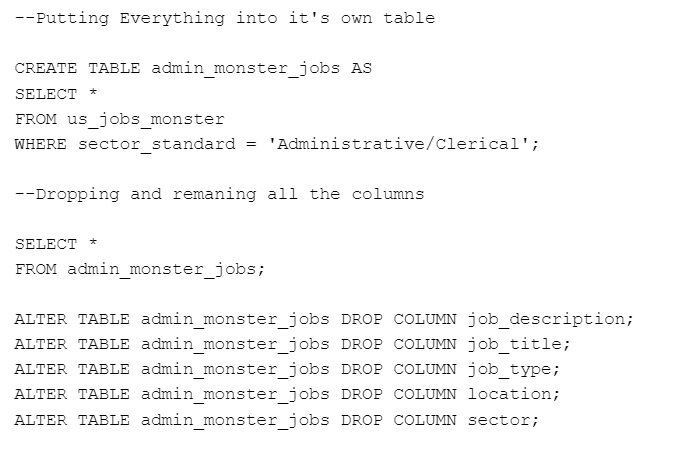 --Putting Everything into it's own table
CREATE TABLE admin_monster_jobs AS
SELECT *
FROM us_jobs_monster
WHERE sector_standard = 'Administrative/Clerical';
--Dropping and remaning all the columns
SELECT *
FROM admin_monster_jobs;
ALTER TABLE admin_monster_jobs DROP COLUMN job_description;
ALTER TABLE admin_monster_jobs DROP COLUMN job_title;
ALTER TABLE admin_monster_jobs DROP COLUMN job_type;
ALTER TABLE admin_monster_jobs DROP COLUMN location;
ALTER TABLE admin_monster_jobs DROP COLUMN sector;